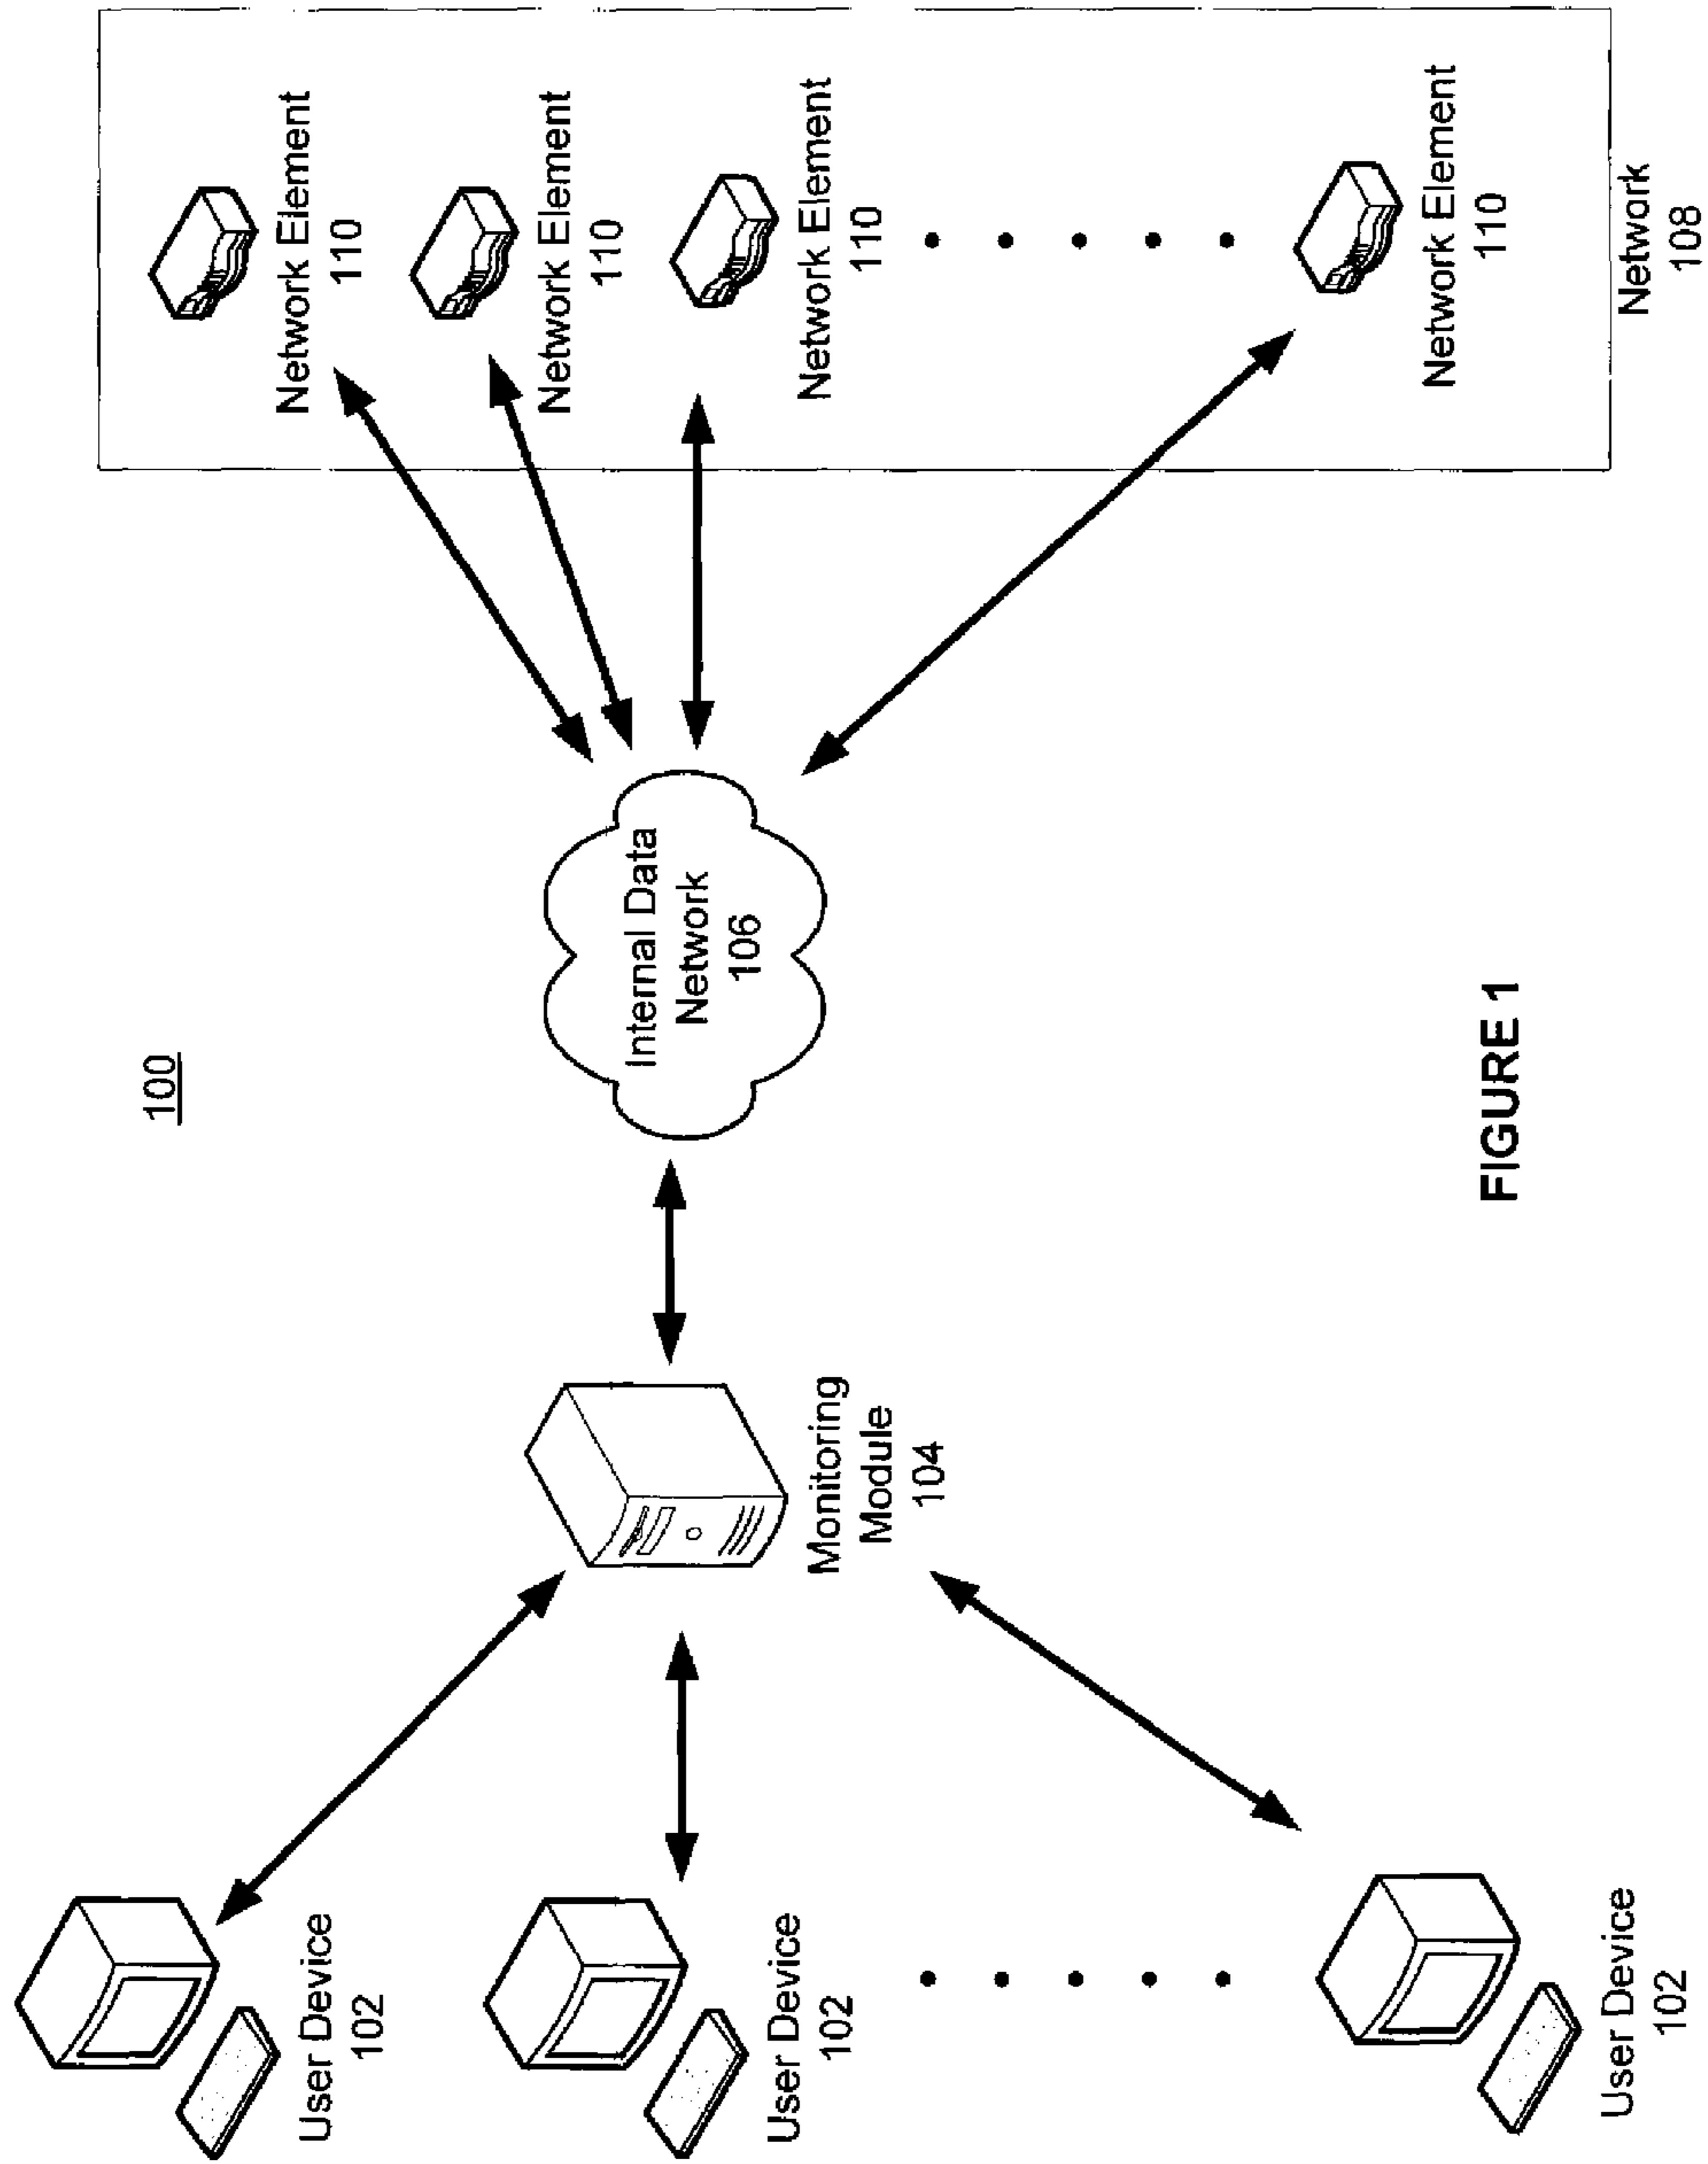 100
User Device
102
User Device
102
User Device
102
Monitoring
Module
104
Internal Data
Network
106
Network Element
110
Network Element
110
Network Element
110
Network Element
110
Network
108
FIGURE 1